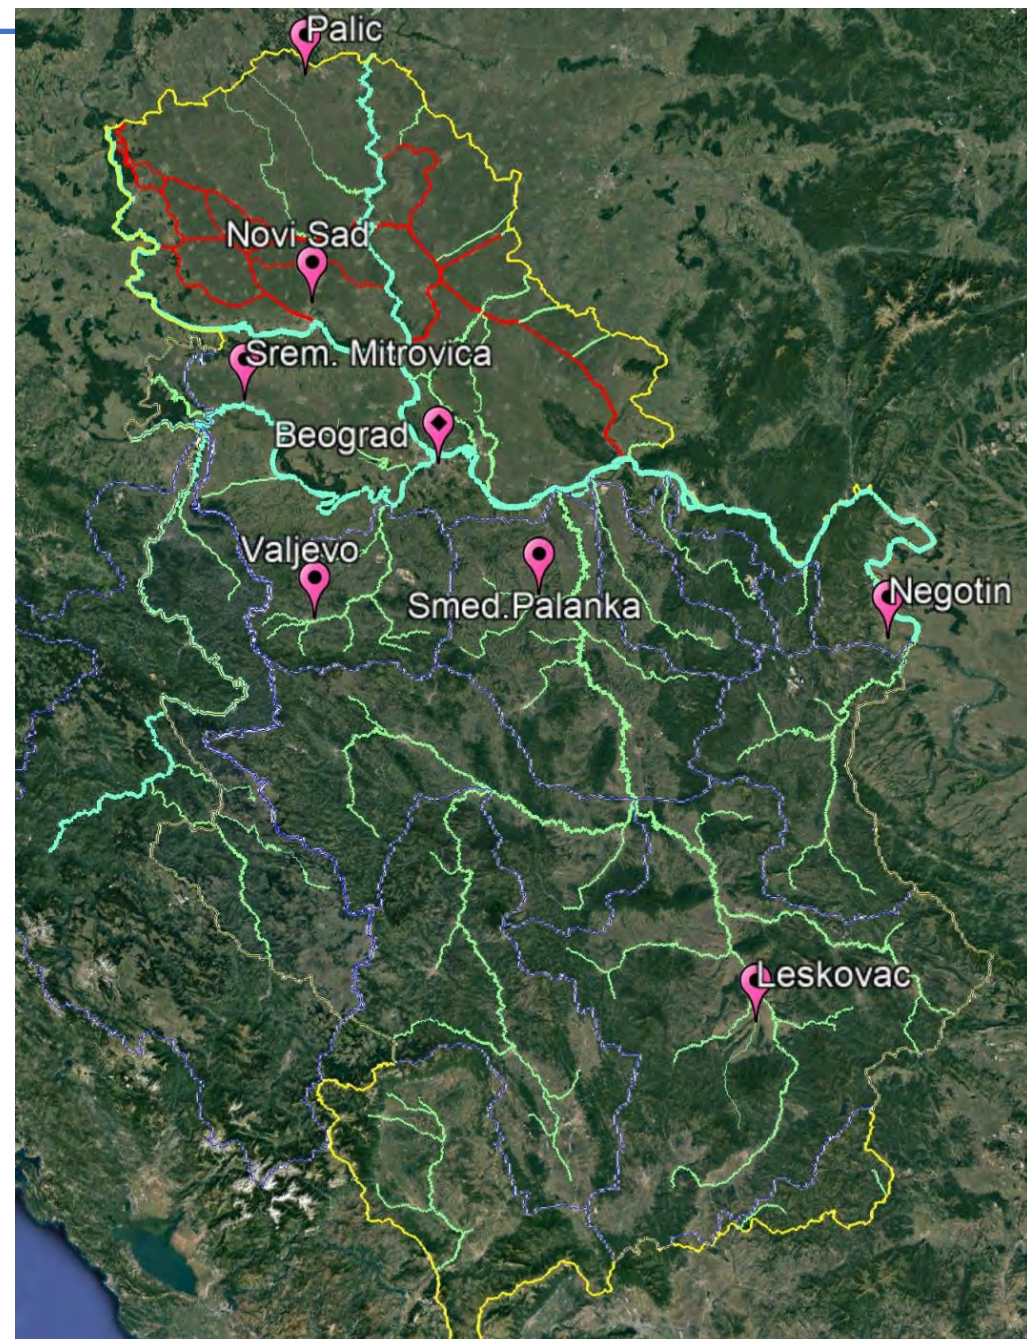 Palic
Novi Sad
Srem. Mitrovica
Beograd
Valjevo
Smed.Palanka
Negotin
Leskovac